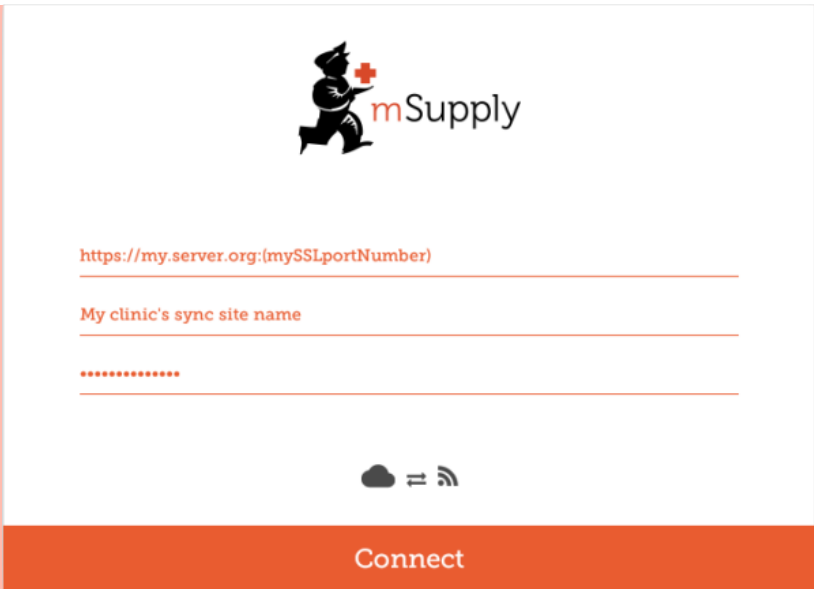 mSupply
https://my.server.org:(mySSLportNumber)
My clinic's sync site name
••••••••••••••
Connect